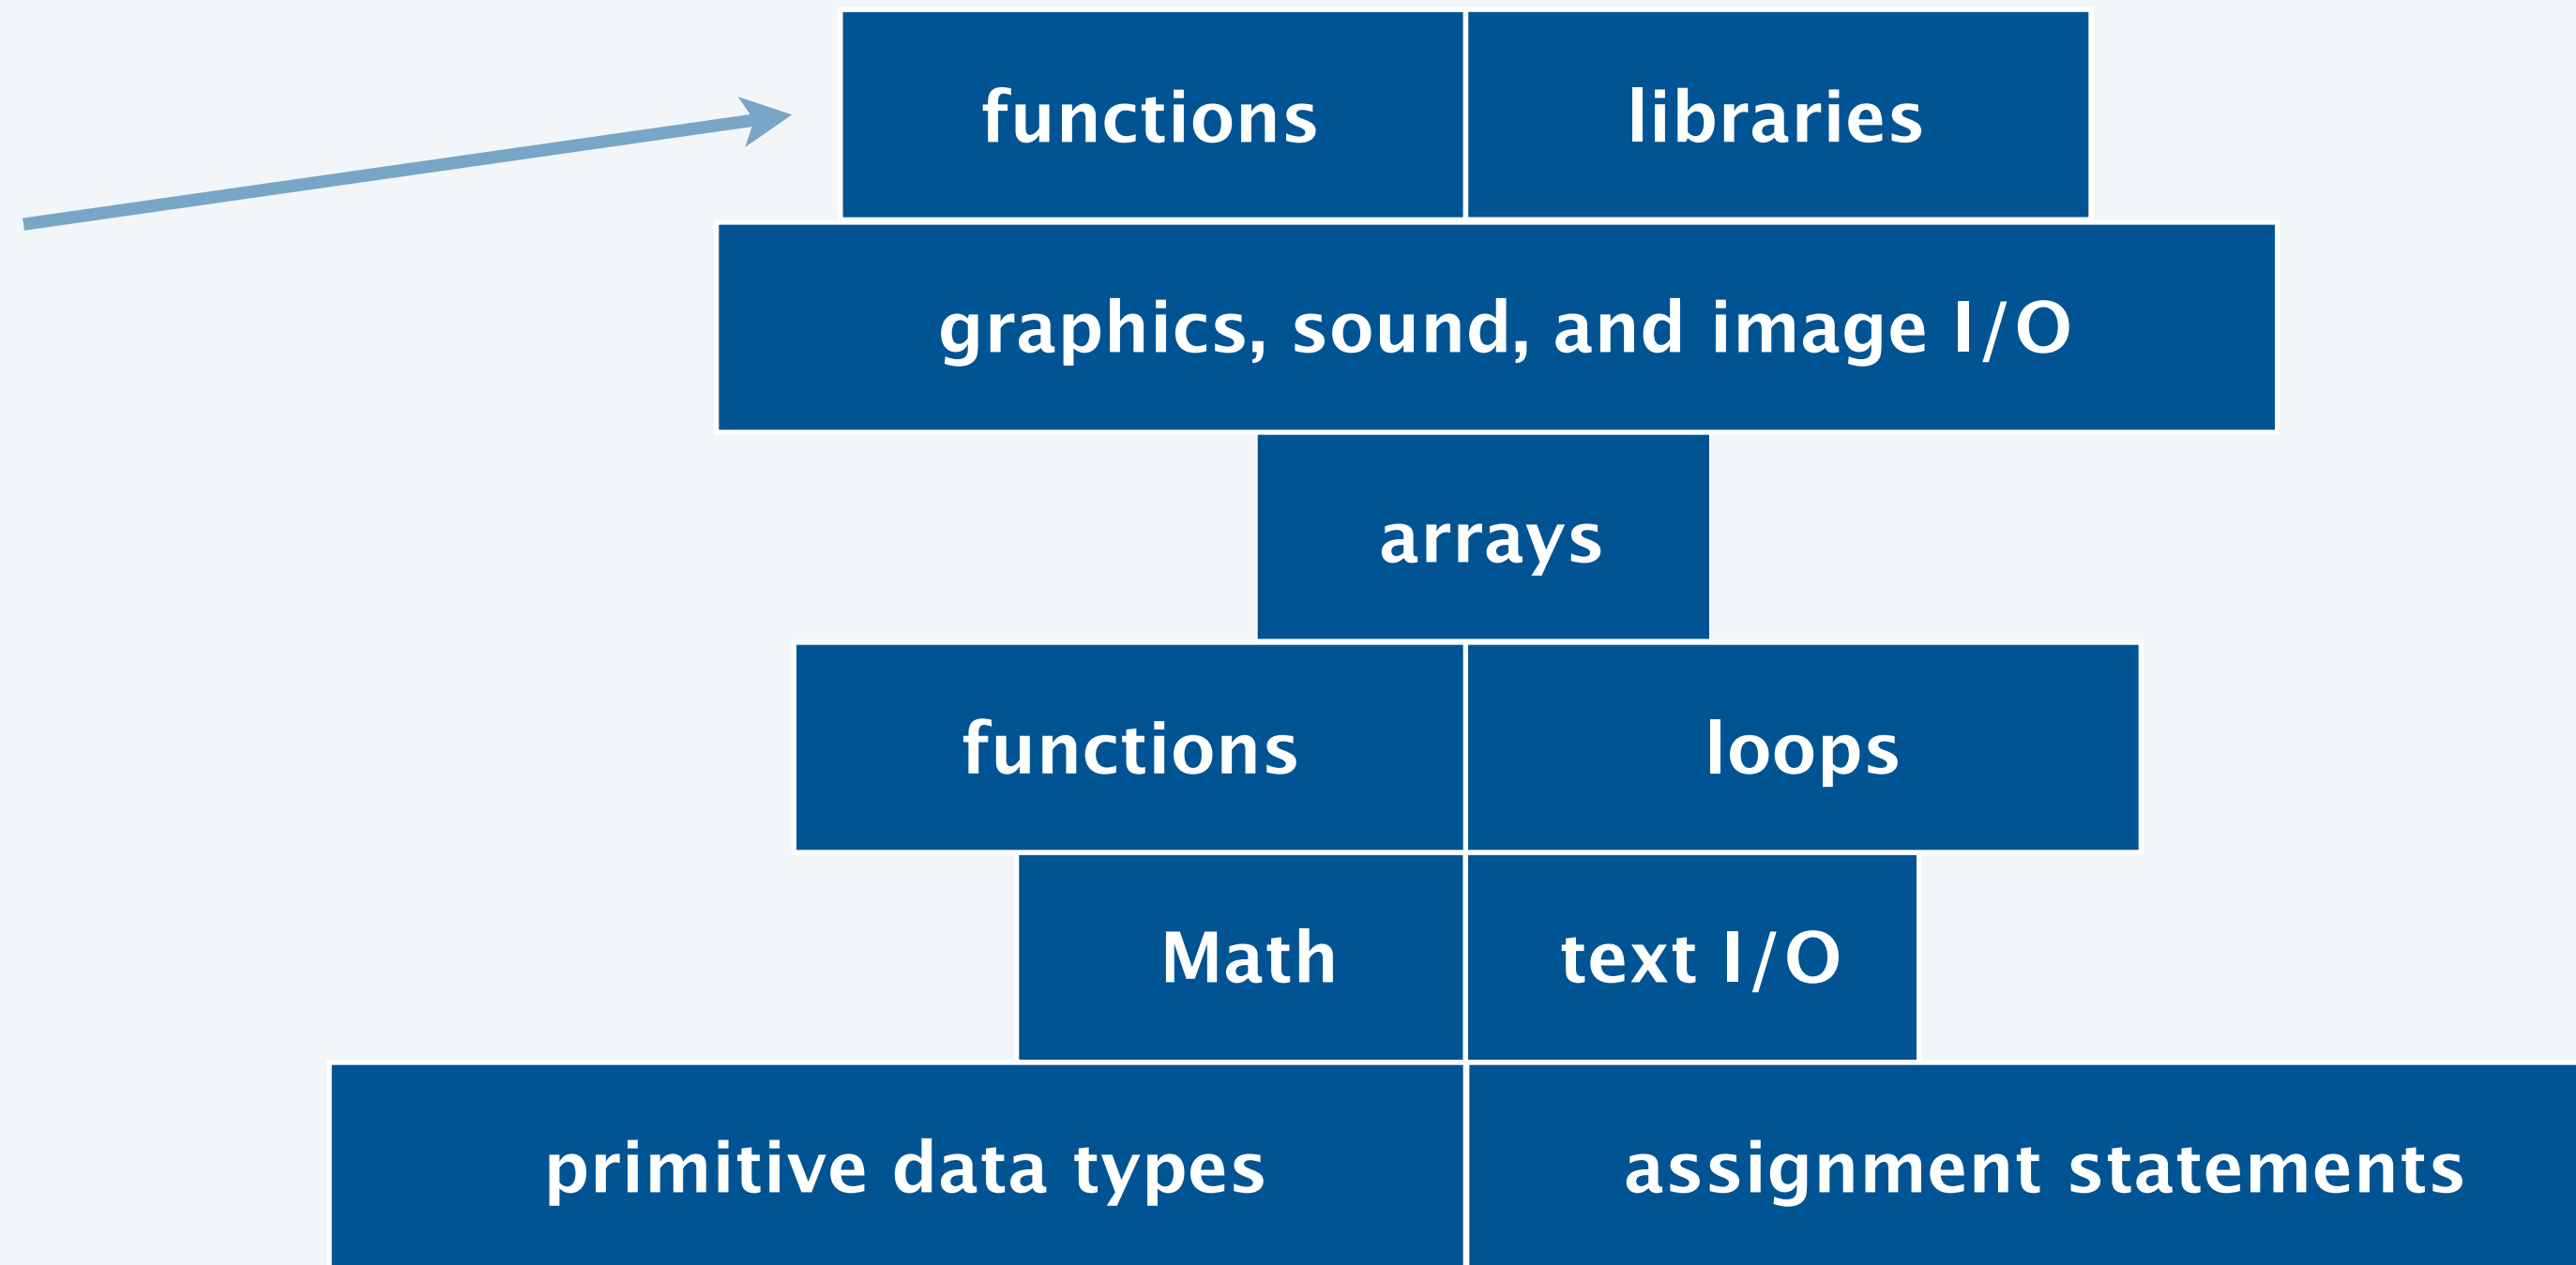 functions libraries
graphics, sound, and image I/O
arrays
functions loops
Math text I/O
primitive data types assignment statements